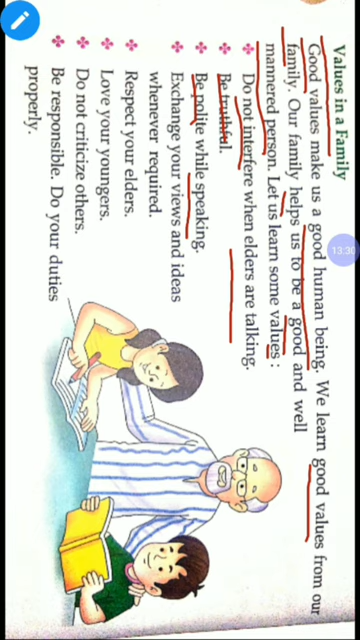 Values in a Family
Good values make us a good human being. We learn good values from our
family. Our family helps us to be a good and well
mannered person. Let us learn some values :
❖ Do not interfere when elders are talking.
❖ Be truthful.
❖ Be polite while speaking.
❖ Exchange your views and ideas
whenever required.
❖ Respect your elders.
❖ Love your youngers.
❖ Do not criticize others.
❖ Be responsible. Do your duties
properly.
13:30